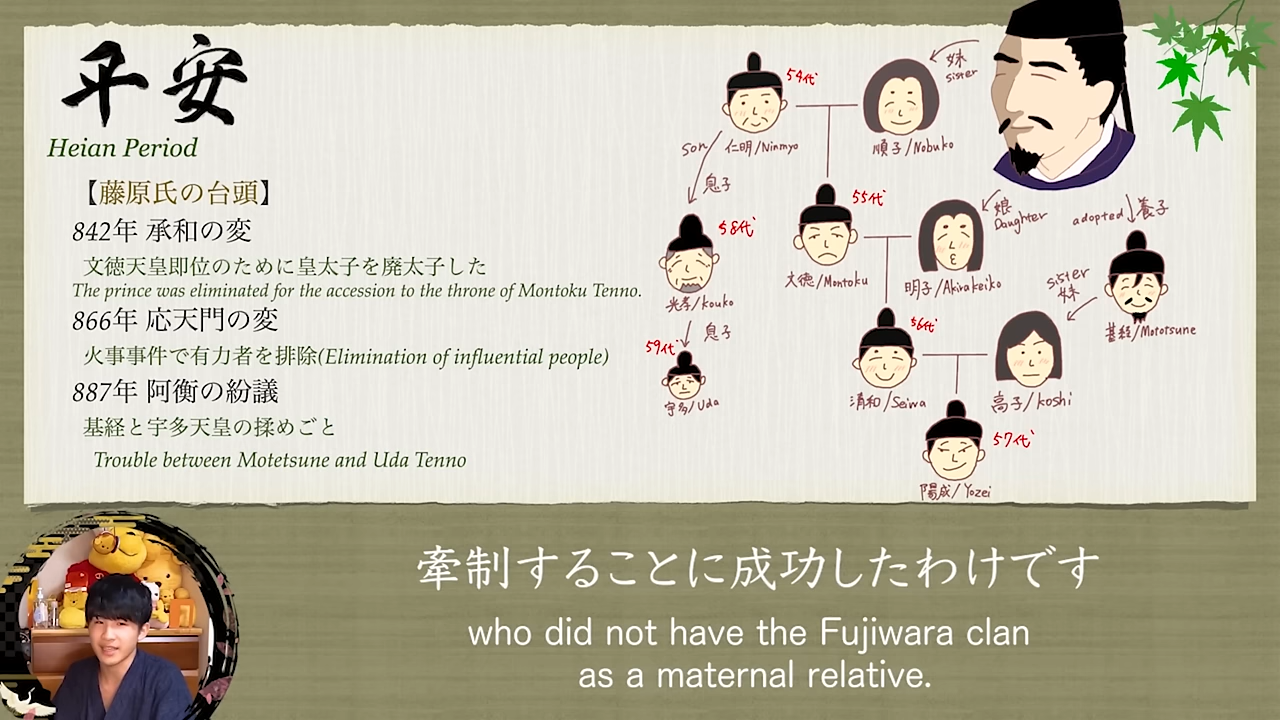 平安
Heian Period
【藤原氏の台頭】
842年 承和の変
文徳天皇即位のために皇太子を廃太子した
The prince was eliminated for the accession to the throne of Montoku Tenno.
866年 応天門の変
火事事件で有力者を排除(Elimination of influential people)
887年 阿衡の紛議
基経と宇多天皇の揉めごと
Trouble between Motetsune and Uda Tenno
54代
妹
sister
仁明/Ninmyo
順子/Nobuko
son
息子
58代
55代
娘
Daughter
adopted
養子
光孝/Kouko
文徳/Montoku
明子/Akirakeiko
sister
妹
基経/Mototsune
息子
59代
56代
宇多/Uda
清和/Seiwa
高子/Koshi
57代
陽成/Yozei
牽制することに成功したわけです
who did not have the Fujiwara clan
as a maternal relative.